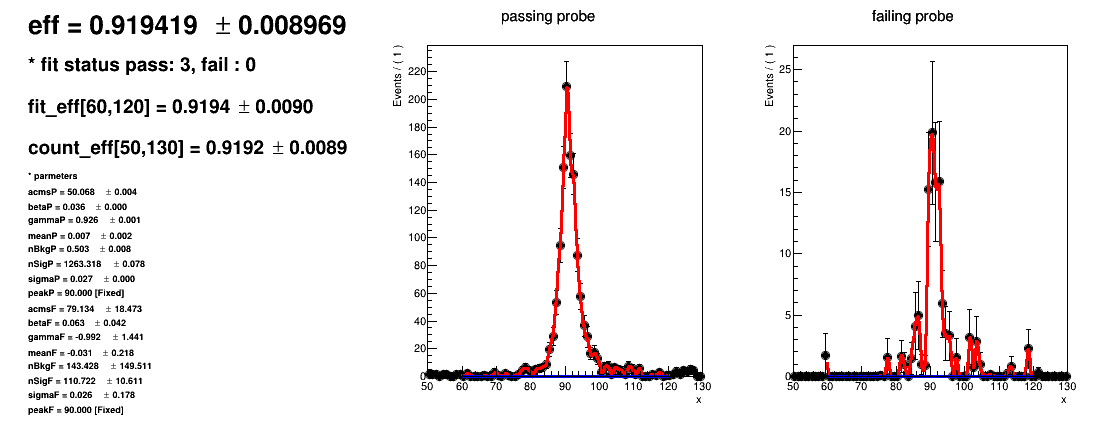 eff = 0.919419 ± 0.008969
* fit status pass: 3, fail : 0
fit_eff[60,120] = 0.9194 ± 0.0090
count_eff[50,130] = 0.9192 ± 0.0089
* parmeters
acmsP = 50.068 ± 0.004
betaP = 0.036 ± 0.000
gammaP = 0.926 ± 0.001
meanP = 0.007 ± 0.002
nBkgP = 0.503 ± 0.008
nSigP = 1263.318 ± 0.078
sigmaP = 0.027 ± 0.000
peakP = 90.000 [Fixed]
acmsF = 79.134 ± 18.473
betaF = 0.063 ± 0.042
gammaF = -0.992 ± 1.441
meanF = -0.031 ± 0.218
nBkgF = 143.428 ± 149.511
nSigF = 110.722 ± 10.611
sigmaF = 0.026 ± 0.178
peakF = 90.000 [Fixed]
passing probe
Events / ( 1 )
220
200
180
160
140
120
100
80
60
40
20
0
50 60 70 80 90 100 110 120 130
x
failing probe
Events / ( 1 )
25
20
15
10
5
0
50 60 70 80 90 100 110 120 130
x